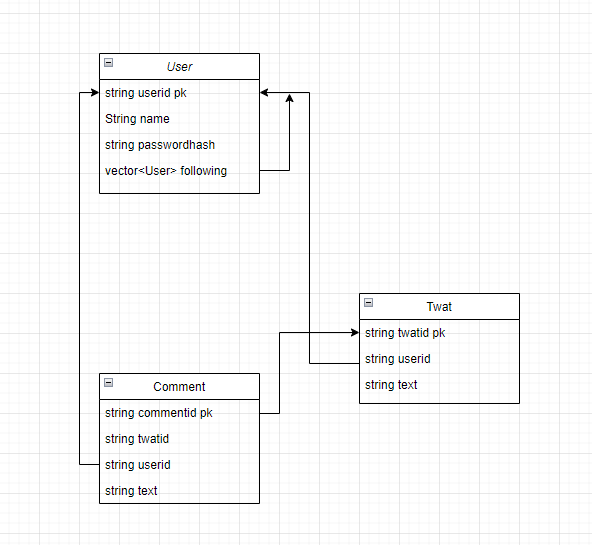 User
string userid pk
String name
string passwordhash
vector<User> following
Twat
string twatid pk
string userid
string text
Comment
string commentid pk
string twatid
string userid
string text